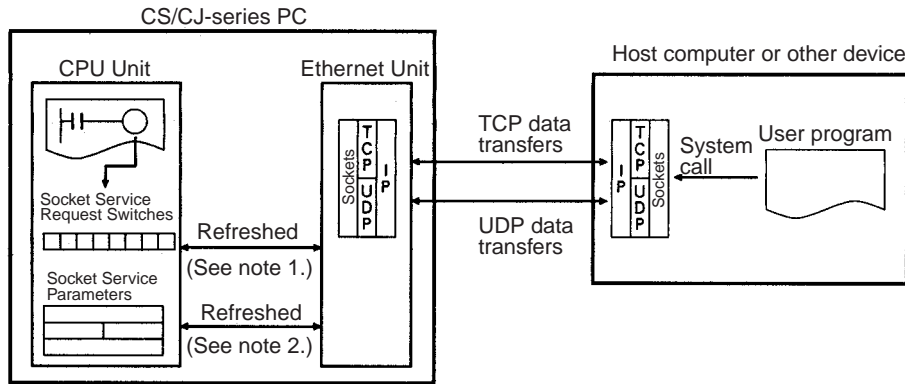 CS/CJ-series PC
CPU Unit
Ethernet Unit
Socket Service
Request Switches
Refreshed
(See note 1.)
Socket Service
Parameters
Refreshed
(See note 2.)
Sockets
TCP
UDP
IP
TCP data
transfers
UDP data
transfers
Host computer or other device
IP
TCP
UDP
Sockets
System
call
User program